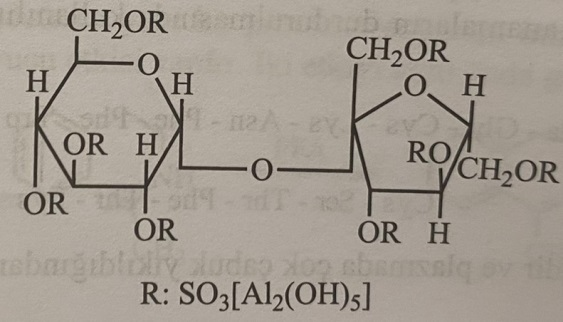 CH₂OR
H O H
OR H
OR
OR
O
CH₂OR
O H
RO
CH₂OR
OR H
R: SO₃[Al₂(OH)₅]